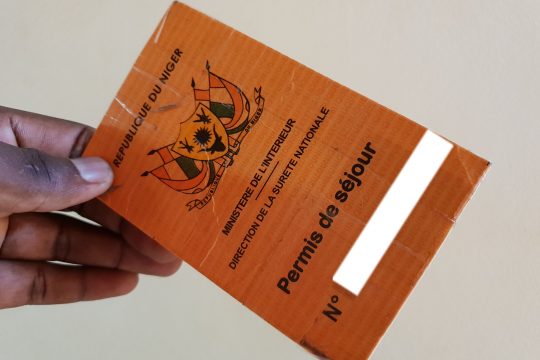 REPUBLIQUE DU NIGER
MINISTERE DE L'INTERIEUR
DIRECTION DE LA SURETE NATIONALE
Permis de séjour
N°